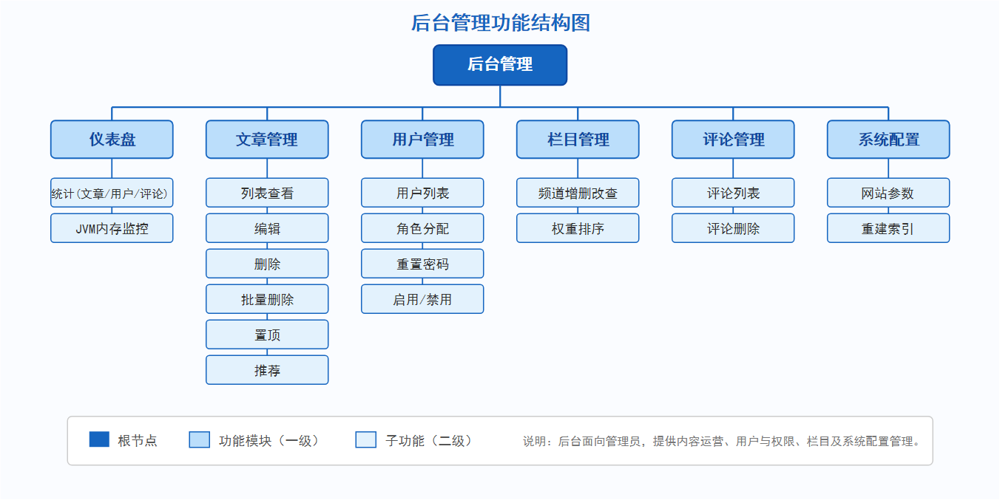 后台管理功能结构图
后台管理
仪表盘
文章管理
用户管理
栏目管理
评论管理
系统配置
统计(文章/用户/评论)
列表查看
用户列表
频道增删改查
评论列表
网站参数
JVM内存监控
编辑
角色分配
权重排序
评论删除
重建索引
删除
重置密码
批量删除
启用/禁用
置顶
推荐
根节点
功能模块（一级）
子功能（二级）
说明：后台面向管理员，提供内容运营、用户与权限、栏目及系统配置管理。